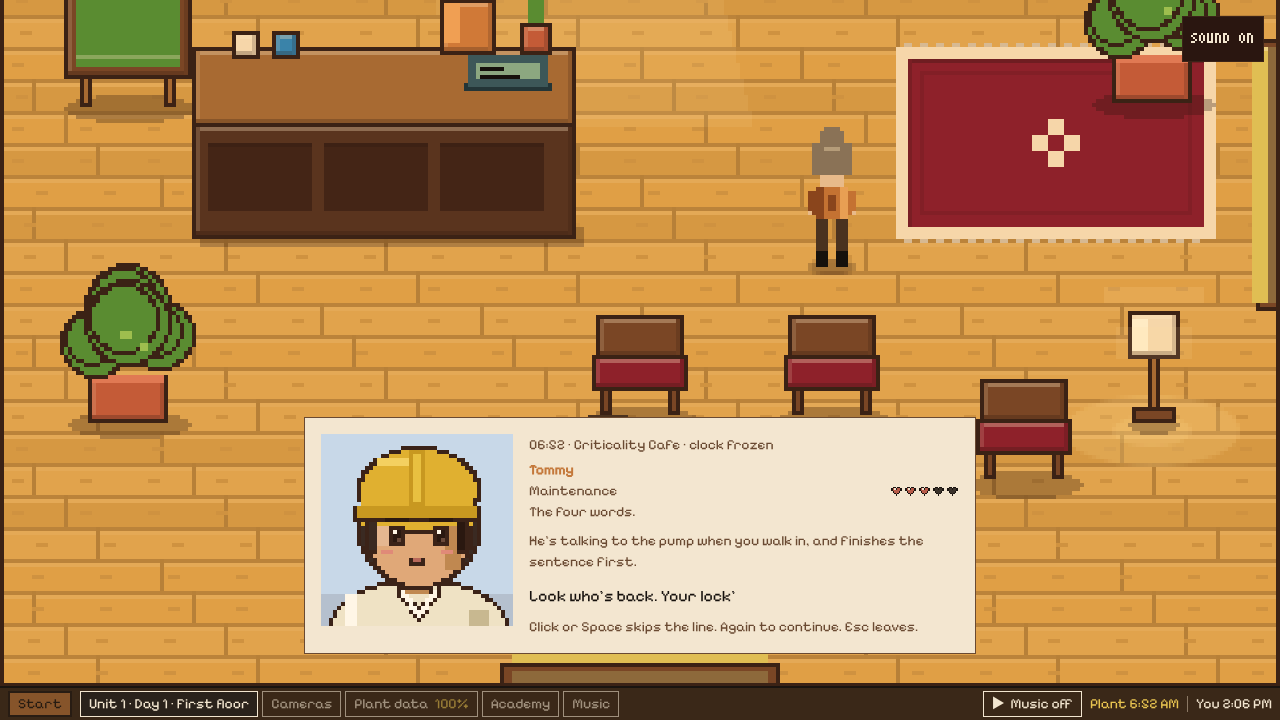 SOUND ON
06:52 · Criticality Cafe · clock frozen
Tommy
Maintenance
The four words.
He's talking to the pump when you walk in, and finishes the
sentence first.
Look who's back. Your lock'
Click or Space skips the line. Again to continue. Esc leaves.
Start
Unit 1 · Day 1 · First floor
Cameras
Plant data 100%
Academy
Music
▶ Music off
Plant 6:52 AM
You 2:06 PM